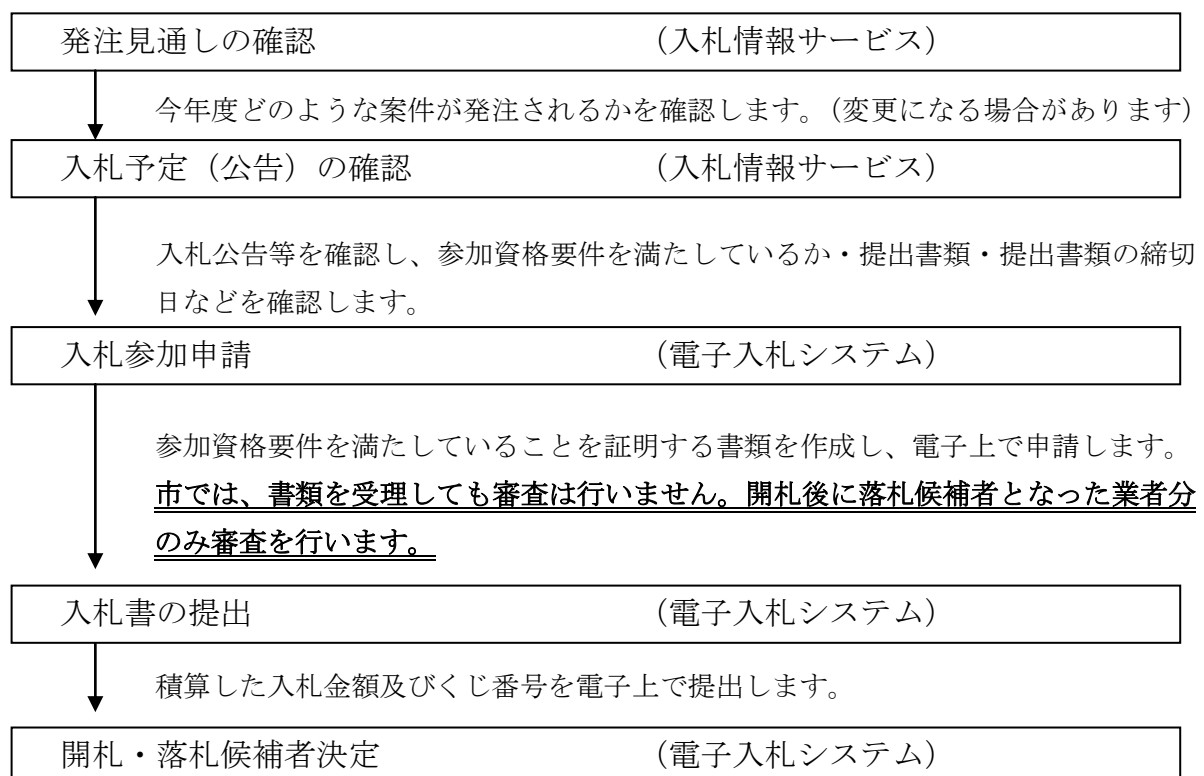 発注見通しの確認　（入札情報サービス）
今年度どのような案件が発注されるかを確認します。（変更になる場合があります）
入札予定（公告）の確認　（入札情報サービス）
入札公告等を確認し、参加資格要件を満たしているか・提出書類・提出書類の締切
日などを確認します。
入札参加申請　（電子入札システム）
参加資格要件を満たしていることを証明する書類を作成し、電子上で申請します。
市では、書類を受理しても審査は行いません。開札後に落札候補者となった業者分
のみ審査を行います。
入札書の提出　（電子入札システム）
積算した入札金額及びくじ番号を電子上で提出します。
開札・落札候補者決定　（電子入札システム）